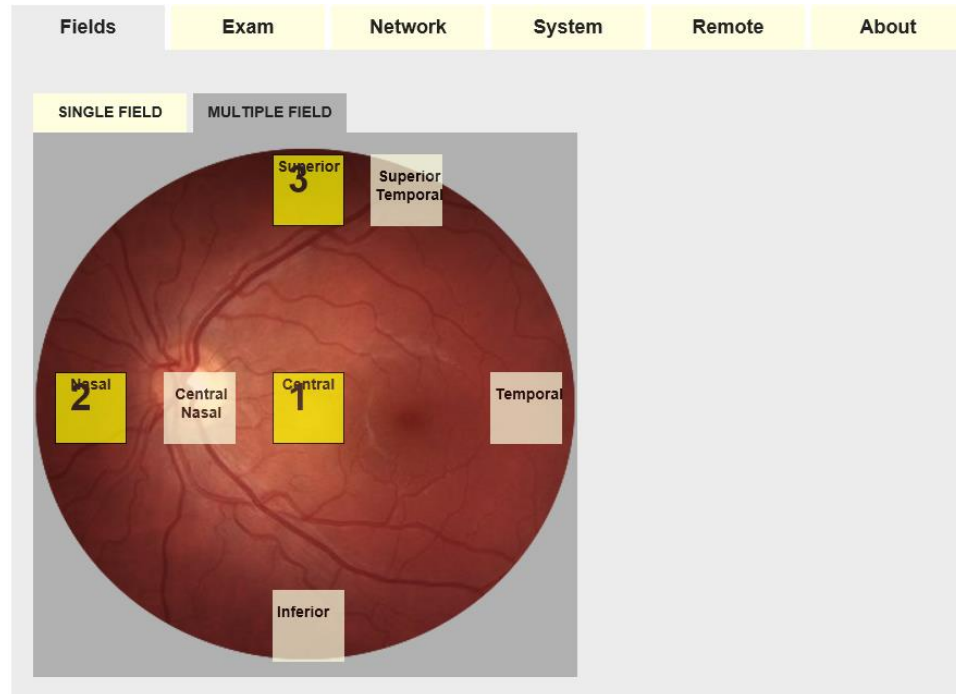 Fields Exam Network System Remote About
SINGLE FIELD MULTIPLE FIELD
Superior
3
Superior
Temporal
Nasal
2
Central
Nasal
Central
1
Temporal
Inferior